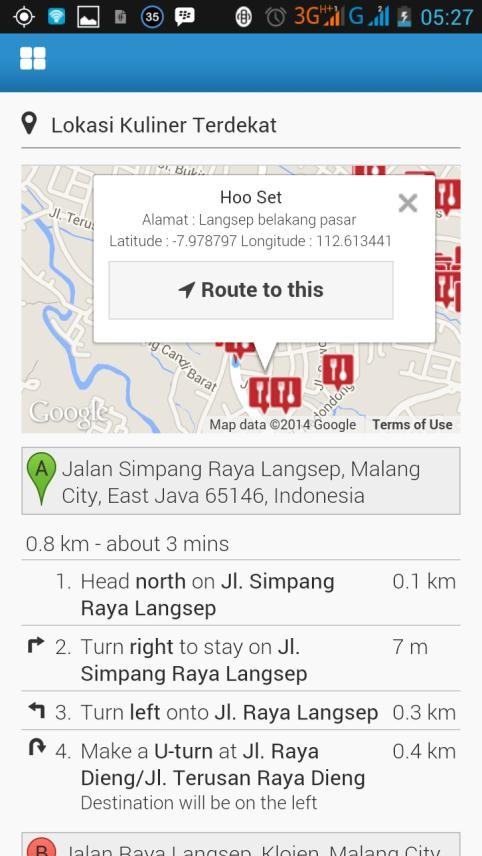 35
3G
H+
G
2
05:27
Lokasi Kuliner Terdekat
Jl. Bukit
Jl. Terus
Hoo Set
Alamat : Langsep belakang pasar
Latitude : -7.978797 Longitude : 112.613441
Route to this
ng Candi Barat
Google
Map data ©2014 Google
Terms of Use
A
Jalan Simpang Raya Langsep, Malang
City, East Java 65146, Indonesia
0.8 km - about 3 mins
1. Head north on Jl. Simpang 0.1 km
Raya Langsep
2. Turn right to stay on Jl. 7 m
Simpang Raya Langsep
3. Turn left onto Jl. Raya Langsep 0.3 km
4. Make a U-turn at Jl. Raya 0.4 km
Dieng/Jl. Terusan Raya Dieng
Destination will be on the left
B
Jalan Raya Langsep, Klojen, Malang City